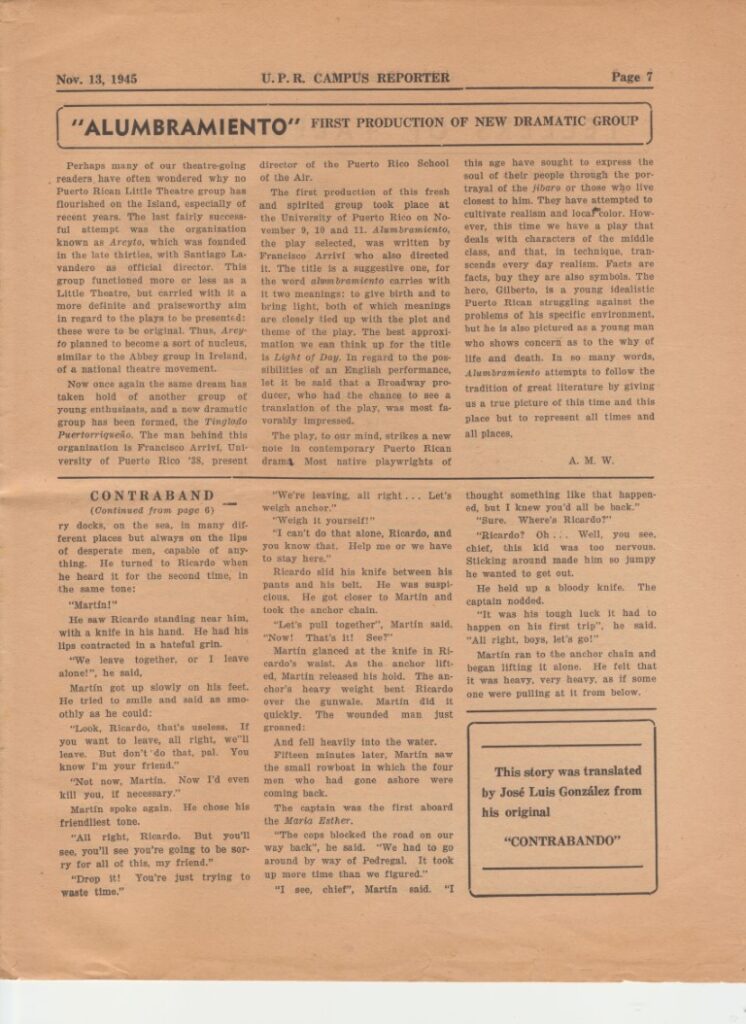 Nov. 13, 1945 U. P. R. CAMPUS REPORTER Page 7
"ALUMBRAMIENTO" FIRST PRODUCTION OF NEW DRAMATIC GROUP
Perhaps many of our theatre-going
readers have often wondered why no
Puerto Rican Little Theatre group has
flourished on the Island, especially of
recent years. The last fairly success-
ful attempt was the organization
known as Areyto, which was founded
in the late thirties, with Santiago La-
vandero as official director. This
group functioned more or less as a
Little Theatre, but carried with it a
more definite and praiseworthy aim
in regard to the plays to be presented:
these were to be original. Thus, Arey-
to planned to become a sort of nucleus,
similar to the Abbey group in Ireland,
of a national theatre movement.
Now once again the same dream has
taken hold of another group of
young enthusiasts, and a new dramatic
group has been formed, the Tinglado
Puertorriqueño. The man behind this
organization is Francisco Arriví, Uni-
versity of Puerto Rico '38, present
director of the Puerto Rico School
of the Air.
The first production of this fresh
and spirited group took place at
the University of Puerto Rico on No-
vember 9, 10 and 11. Alumbramiento,
the play selected, was written by
Francisco Arriví who also directed
it. The title is a suggestive one, for
the word alumbramiento carries with
it two meanings: to give birth and to
bring light, both of which meanings
are closely tied up with the plot and
theme of the play. The best approxi-
mation we can think up for the title
is Light of Day. In regard to the pos-
sibilities of an English performance,
let it be said that a Broadway pro-
ducer, who had the chance to see a
translation of the play, was most fa-
vorably impressed.
The play, to our mind, strikes a new
note in contemporary Puerto Rican
drama. Most native playwrights of
this age have sought to express the
soul of their people through the por-
trayal of the jíbaro or those who live
closest to him. They have attempted to
cultivate realism and local color. How-
ever, this time we have a play that
deals with characters of the middle
class, and that, in technique, tran-
scends every day realism. Facts are
facts, buy they are also symbols. The
hero, Gilberto, is a young idealistic
Puerto Rican struggling against the
problems of his specific environment,
but he is also pictured as a young man
who shows concern as to the why of
life and death. In so many words,
Alumbramiento attempts to follow the
tradition of great literature by giving
us a true picture of this time and this
place but to represent all times and
all places.
A. M. W.
CONTRABAND
(Continued from page 6)
ry docks, on the sea, in many dif-
ferent places but always on the lips
of desperate men, capable of any-
thing. He turned to Ricardo when
he heard it for the second time, in
the same tone:
"Martín!"
He saw Ricardo standing near him,
with a knife in his hand. He had his
lips contracted in a hateful grin.
"We leave together, or I leave
alone!", he said,
Martín got up slowly on his feet.
He tried to smile and said as smo-
othly as he could:
"Look, Ricardo, that's useless. If
you want to leave, all right, we'll
leave. But don't do that, pal. You
know I'm your friend."
"Not now, Martín. Now I'd even
kill you, if necessary."
Martín spoke again. He chose his
friendliest tone.
"All right, Ricardo. But you'll
see, you'll see you're going to be sor-
ry for all of this, my friend."
"Drop it! You're just trying to
waste time."
"We're leaving, all right... Let's
weigh anchor."
"Weigh it yourself!"
"I can't do that alone, Ricardo, and
you know that. Help me or we have
to stay here."
Ricardo slid his knife between his
pants and his belt. He was suspi-
cious. He got closer to Martín and
took the anchor chain.
"Let's pull together", Martín said.
"Now! That's it! See?"
Martín glanced at the knife in Ri-
cardo's waist. As the anchor lift-
ed, Martín released his hold. The an-
chor's heavy weight bent Ricardo
over the gunwale. Martín did it
quickly. The wounded man just
groaned:
And fell heavily into the water.
Fifteen minutes later, Martín saw
the small rowboat in which the four
men who had gone ashore were
coming back.
The captain was the first aboard
the María Esther.
"The cops blocked the road on our
way back", he said. "We had to go
around by way of Pedregal. It took
up more time than we figured."
"I see, chief", Martín said. "I
thought something like that happen-
ed, but I knew you'd all be back."
"Sure. Where's Ricardo?"
"Ricardo? Oh... Well, you see,
chief, this kid was too nervous.
Sticking around made him so jumpy
he wanted to get out.
He held up a bloody knife. The
captain nodded.
"It was his tough luck it had to
happen on his first trip", he said.
"All right, boys, let's go!"
Martín ran to the anchor chain and
began lifting it alone. He felt that
it was heavy, very heavy, as if some
one were pulling at it from below.
This story was translated
by José Luis González from
his original
"CONTRABANDO"